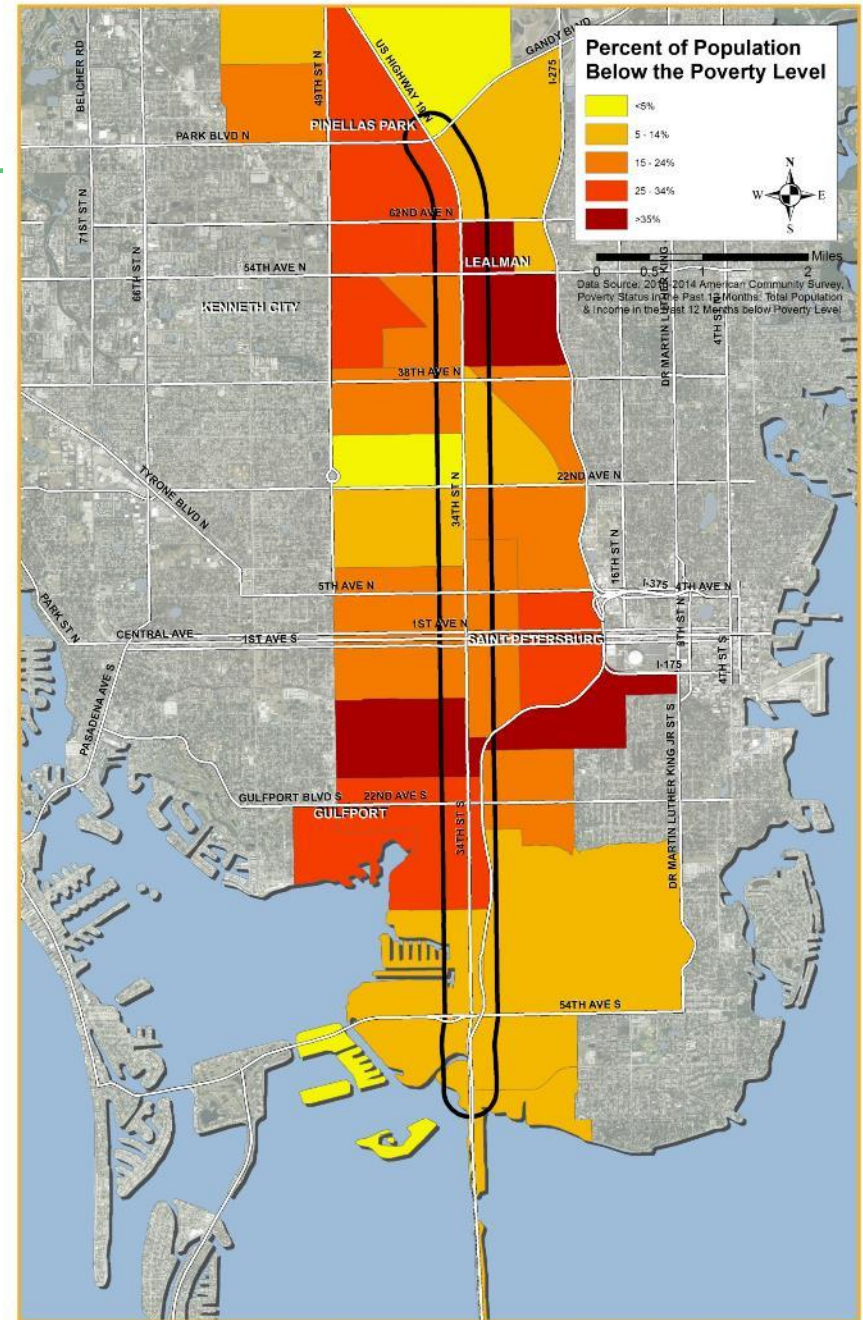 Percent of Population
Below the Poverty Level
<5%
5 - 14%
15 - 24%
25 - 34%
>35%
N
W E
S
Miles
0 0.5 1 2
Data Source: 2010-2014 American Community Survey,
Poverty Status in the Past 12 Months: Total Population
& Income in the Past 12 Months below Poverty Level
BELCHER RD
49TH ST N
US HIGHWAY 19 N
GANDY BLVD
I-275
PINELLAS PARK
PARK BLVD N
71ST ST N
66TH ST N
62ND AVE N
LEALMAN
54TH AVE N
KENNETH CITY
DR MARTIN LUTHER KING
4TH ST N
38TH AVE N
TYRONE BLVD N
34TH ST N
22ND AVE N
16TH ST N
5TH AVE N
I-375
4TH AVE N
PARK ST N
9TH ST N
1ST AVE N
CENTRAL AVE
1ST AVE S
SAINT PETERSBURG
I-175
4TH ST S
PASADENA AVE S
DR MARTIN LUTHER KING JR ST S
GULFPORT BLVD S
22ND AVE S
GULFPORT
34TH ST S
54TH AVE S